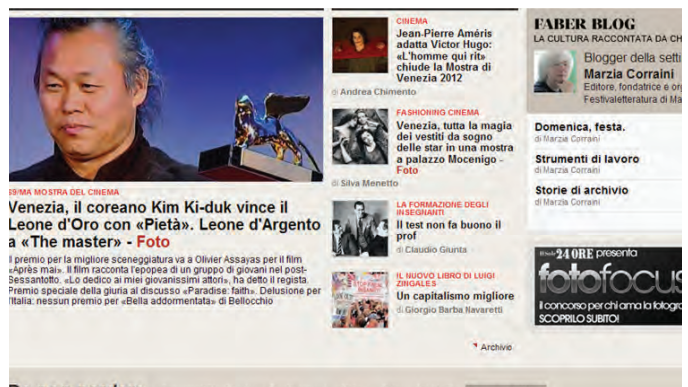 69/MA MOSTRA DEL CINEMA
Venezia, il coreano Kim Ki-duk vince il
Leone d'Oro con «Pietà». Leone d'Argento
a «The master» - Foto
Il premio per la migliore sceneggiatura va a Olivier Assayas per il film
«Après mai». Il film racconta l'epopea di un gruppo di giovani nel post-
Sessantotto. «Lo dedico ai miei giovanissimi attori», ha detto il regista.
Premio speciale della giuria al discusso «Paradise: faith». Delusione per
l'Italia: nessun premio per «Bella addormentata» di Bellocchio
CINEMA
Jean-Pierre Améris
adatta Victor Hugo:
«L'homme qui rit»
chiude la Mostra di
Venezia 2012
di Andrea Chimento
FASHIONING CINEMA
Venezia, tutta la magia
dei vestiti da sogno
delle star in una mostra
a palazzo Mocenigo -
Foto
di Silva Menetto
LA FORMAZIONE DEGLI
INSEGNANTI
Il test non fa buono il
prof
di Claudio Giunta
IL NUOVO LIBRO DI LUIGI
ZINGALES
Un capitalismo migliore
di Giorgio Barba Navaretti
Archivio
FABER BLOG
LA CULTURA RACCONTATA DA CH
Blogger della setti
Marzia Corraini
Editore, fondatrice e org
Festivaletteratura di Ma
Domenica, festa.
di Marzia Corraini
Strumenti di lavoro
di Marzia Corraini
Storie di archivio
di Marzia Corraini
Il Sole 24 ORE presenta
fotofocus
il concorso per chi ama la fotogra
SCOPRILO SUBITO!